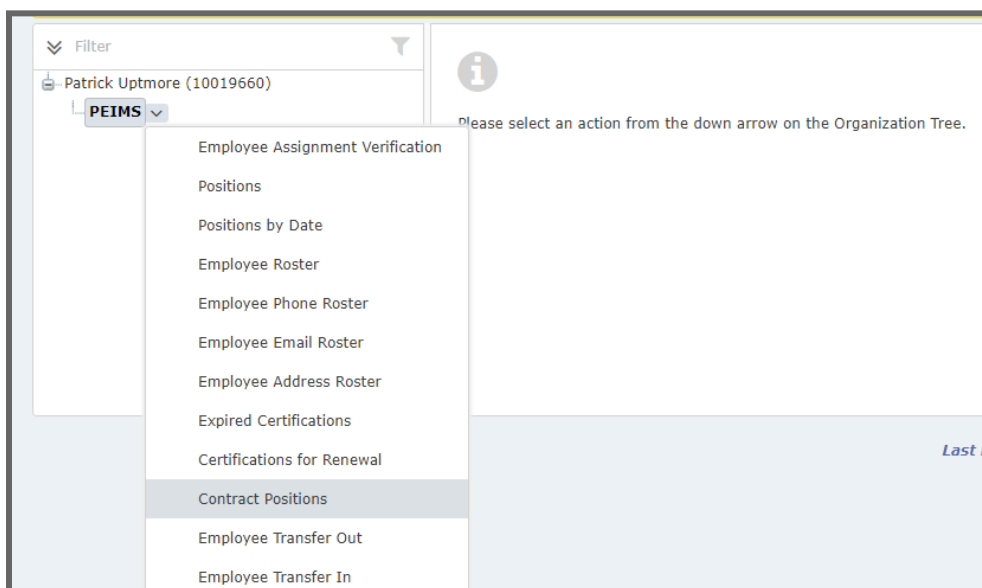 Filter
Patrick Uptmore (10019660)
PEIMS
Please select an action from the down arrow on the Organization Tree.
Employee Assignment Verification
Positions
Positions by Date
Employee Roster
Employee Phone Roster
Employee Email Roster
Employee Address Roster
Expired Certifications
Certifications for Renewal
Last
Contract Positions
Employee Transfer Out
Employee Transfer In